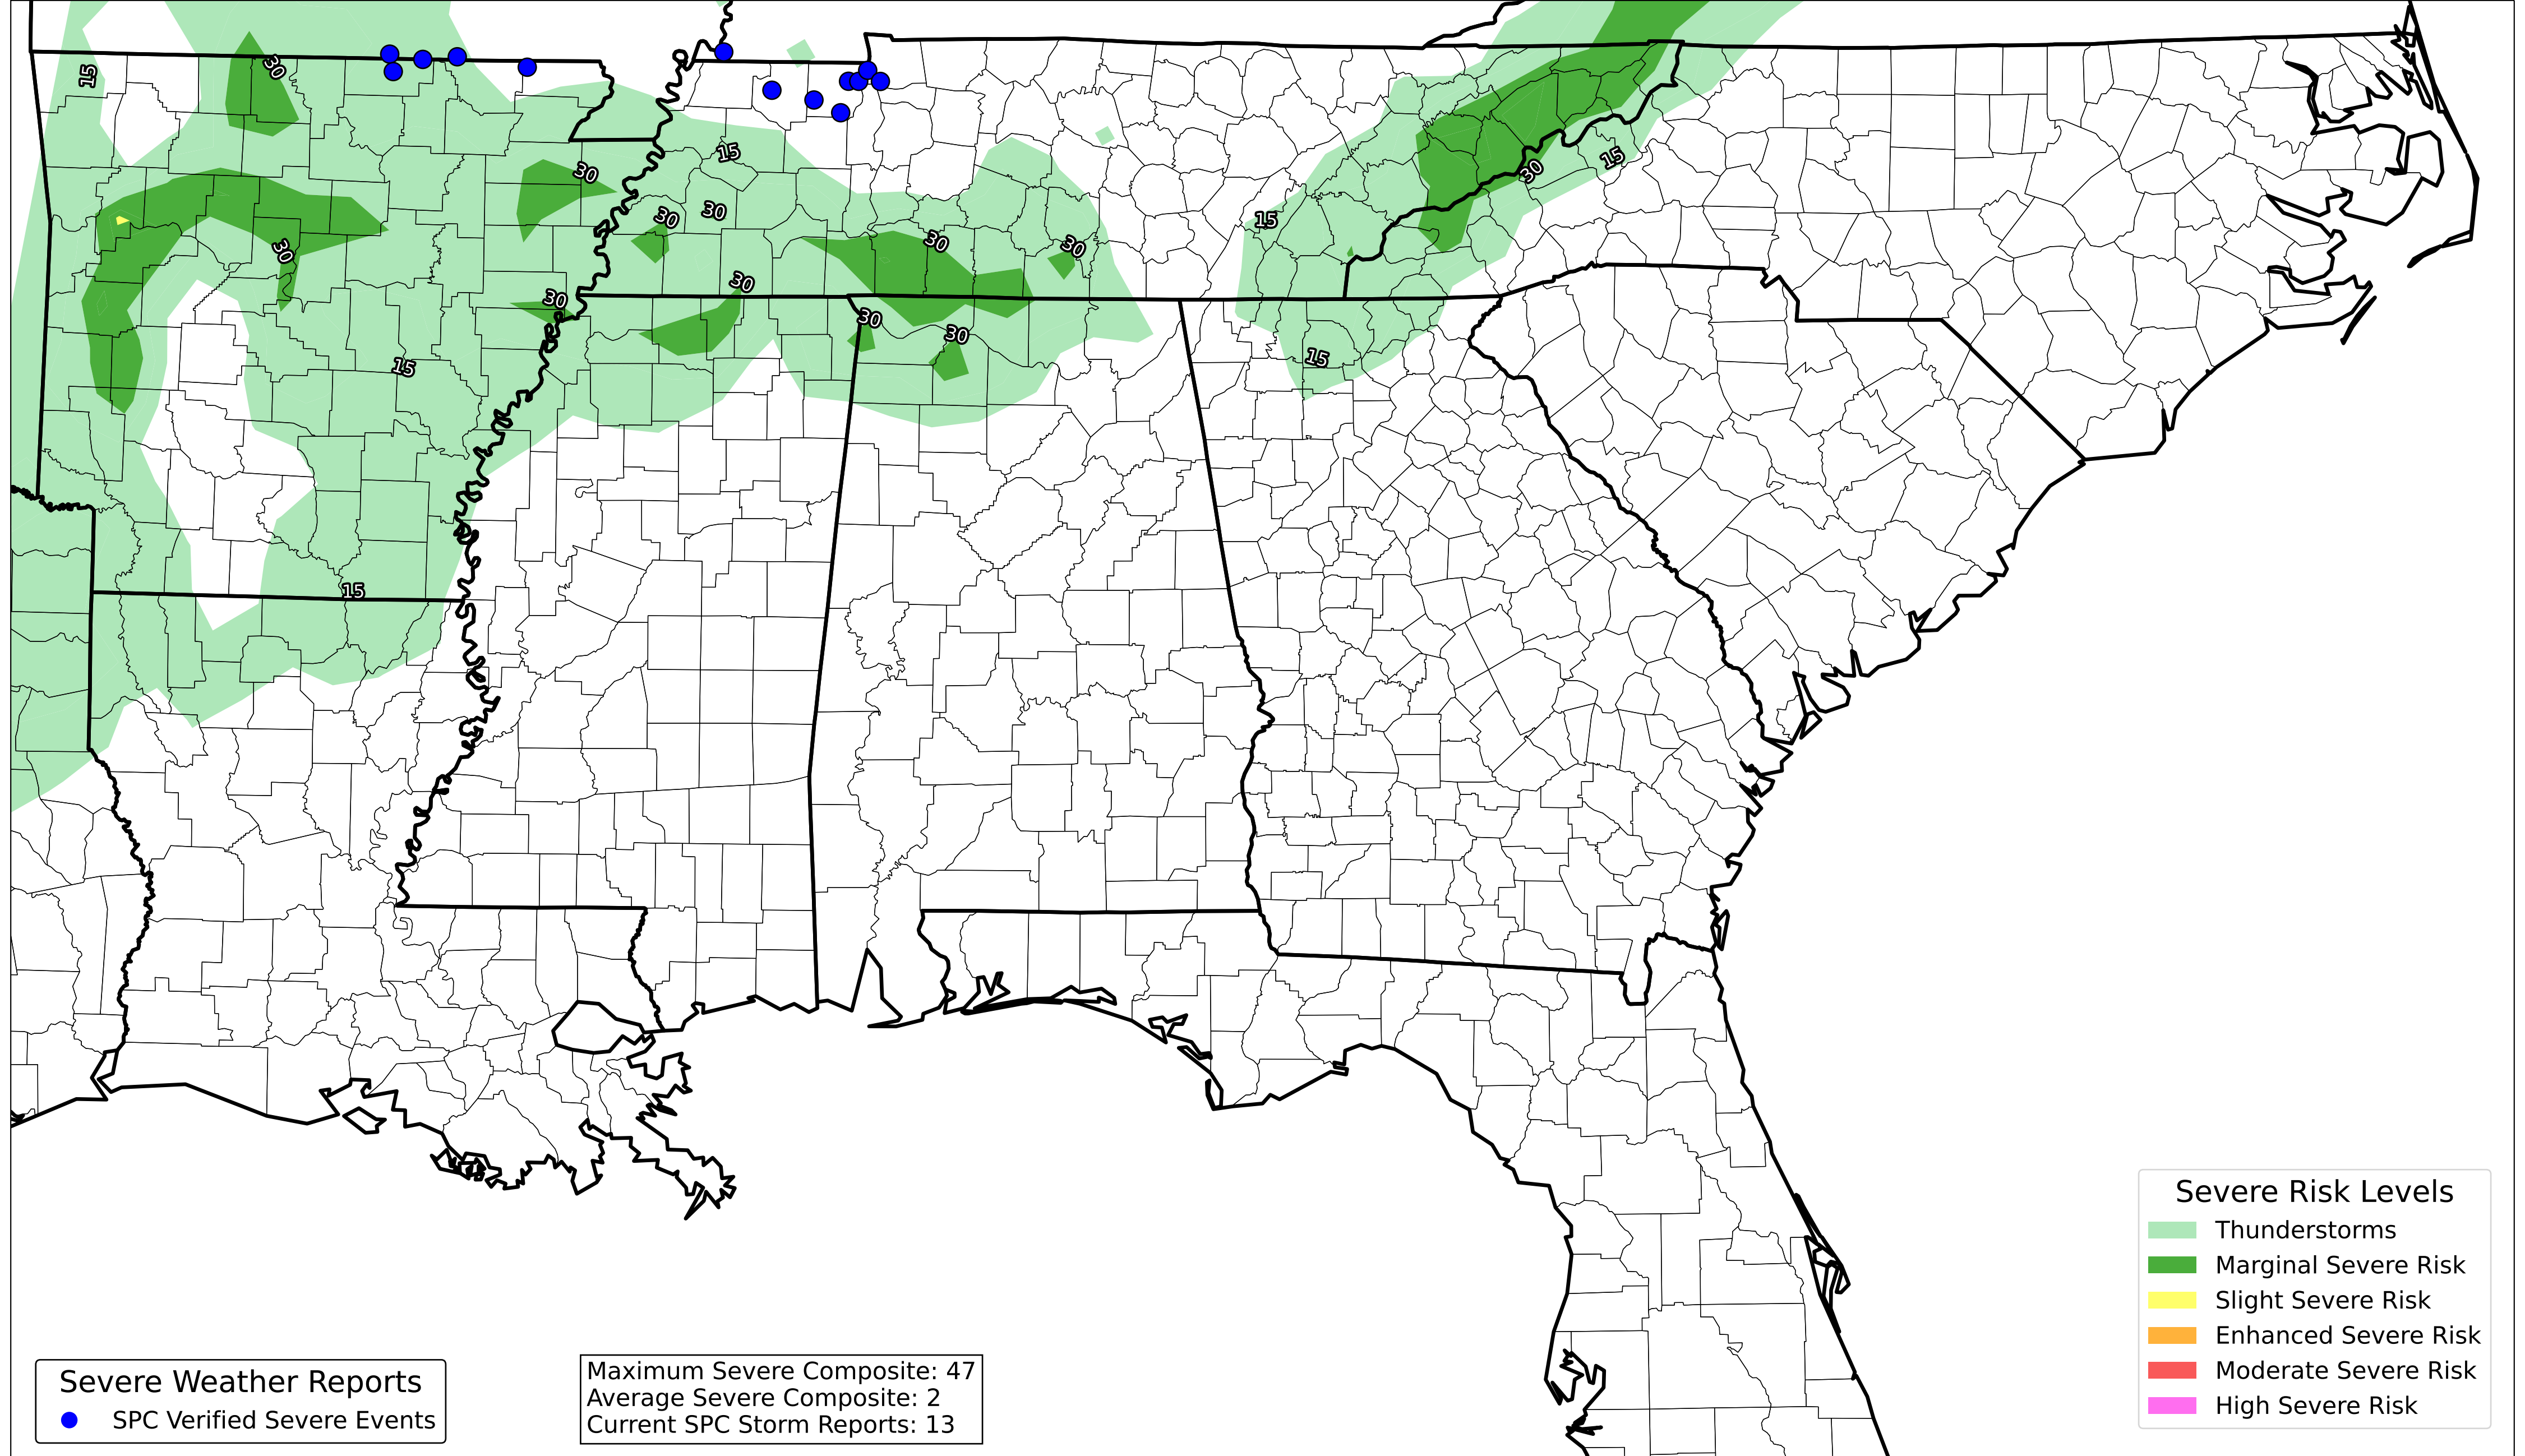 15
30
30
15
30
15
30
15
30
30
30
30
30
30
30
30
30
15
15
15
15
Severe Risk Levels
Thunderstorms
Marginal Severe Risk
Slight Severe Risk
Enhanced Severe Risk
Moderate Severe Risk
High Severe Risk
Severe Weather Reports
SPC Verified Severe Events
Maximum Severe Composite: 47
Average Severe Composite: 2
Current SPC Storm Reports: 13